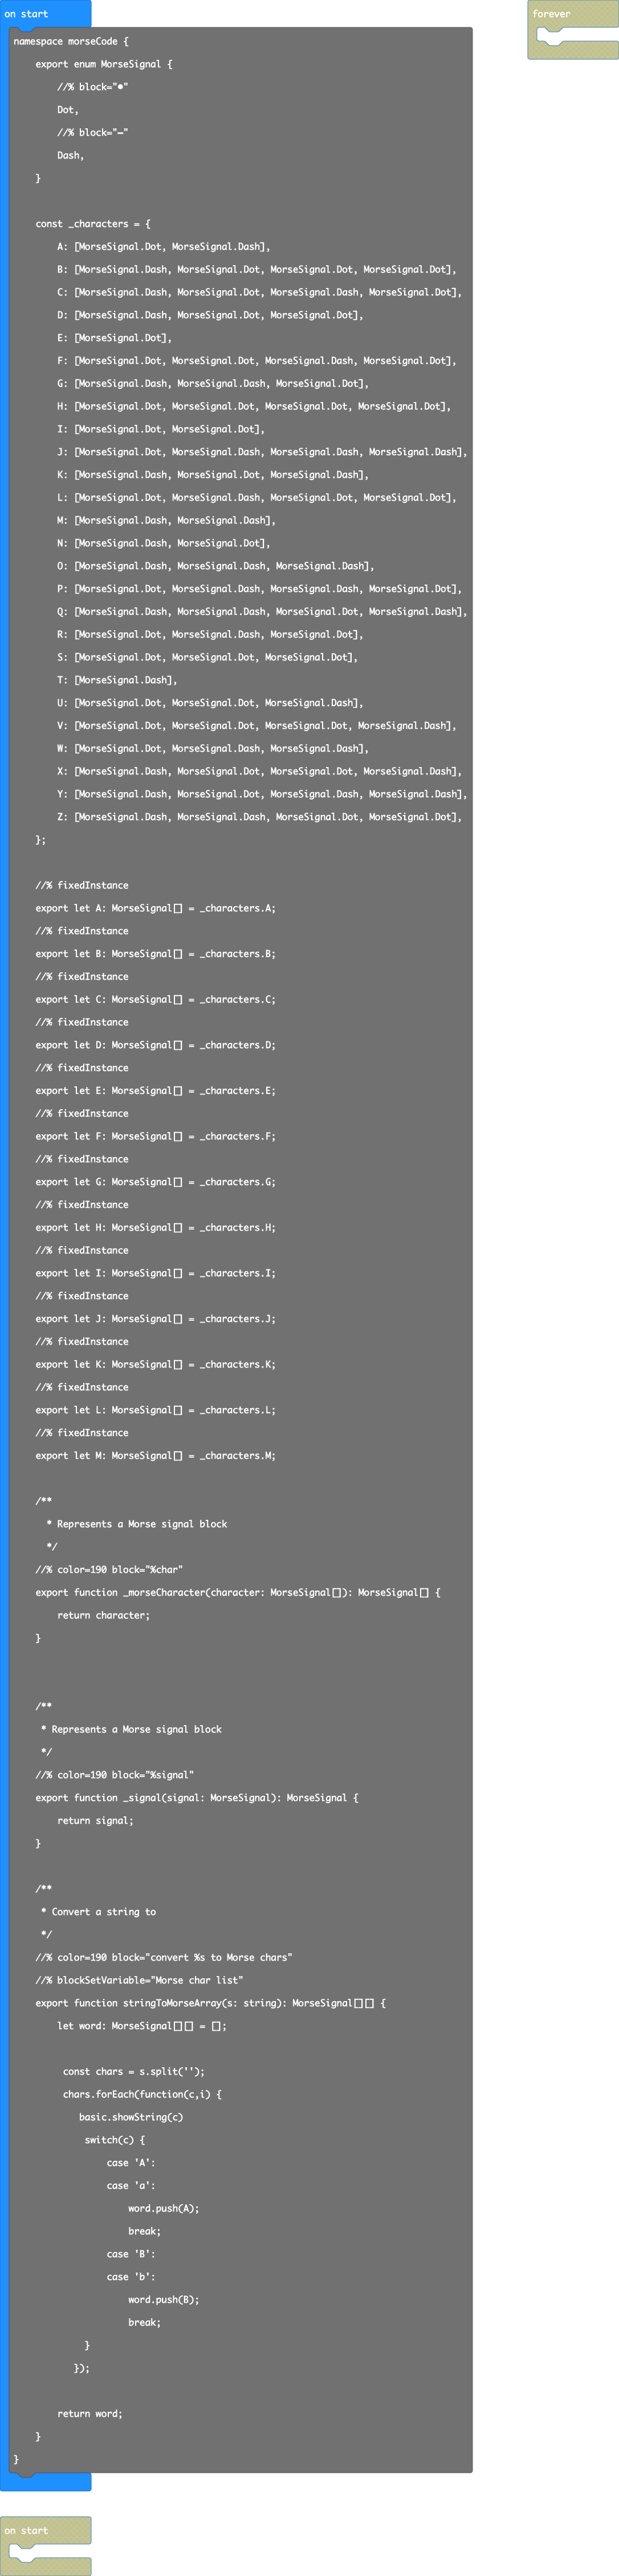 on start
forever
namespace morseCode {
    export enum MorseSignal {
        //% block="•"
        Dot,
        //% block="–"
        Dash,
    }

    const _characters = {
        A: [MorseSignal.Dot, MorseSignal.Dash],
        B: [MorseSignal.Dash, MorseSignal.Dot, MorseSignal.Dot, MorseSignal.Dot],
        C: [MorseSignal.Dash, MorseSignal.Dot, MorseSignal.Dash, MorseSignal.Dot],
        D: [MorseSignal.Dash, MorseSignal.Dot, MorseSignal.Dot],
        E: [MorseSignal.Dot],
        F: [MorseSignal.Dot, MorseSignal.Dot, MorseSignal.Dash, MorseSignal.Dot],
        G: [MorseSignal.Dash, MorseSignal.Dash, MorseSignal.Dot],
        H: [MorseSignal.Dot, MorseSignal.Dot, MorseSignal.Dot, MorseSignal.Dot],
        I: [MorseSignal.Dot, MorseSignal.Dot],
        J: [MorseSignal.Dot, MorseSignal.Dash, MorseSignal.Dash, MorseSignal.Dash],
        K: [MorseSignal.Dash, MorseSignal.Dot, MorseSignal.Dash],
        L: [MorseSignal.Dot, MorseSignal.Dash, MorseSignal.Dot, MorseSignal.Dot],
        M: [MorseSignal.Dash, MorseSignal.Dash],
        N: [MorseSignal.Dash, MorseSignal.Dot],
        O: [MorseSignal.Dash, MorseSignal.Dash, MorseSignal.Dash],
        P: [MorseSignal.Dot, MorseSignal.Dash, MorseSignal.Dash, MorseSignal.Dot],
        Q: [MorseSignal.Dash, MorseSignal.Dash, MorseSignal.Dot, MorseSignal.Dash],
        R: [MorseSignal.Dot, MorseSignal.Dash, MorseSignal.Dot],
        S: [MorseSignal.Dot, MorseSignal.Dot, MorseSignal.Dot],
        T: [MorseSignal.Dash],
        U: [MorseSignal.Dot, MorseSignal.Dot, MorseSignal.Dash],
        V: [MorseSignal.Dot, MorseSignal.Dot, MorseSignal.Dot, MorseSignal.Dash],
        W: [MorseSignal.Dot, MorseSignal.Dash, MorseSignal.Dash],
        X: [MorseSignal.Dash, MorseSignal.Dot, MorseSignal.Dot, MorseSignal.Dash],
        Y: [MorseSignal.Dash, MorseSignal.Dot, MorseSignal.Dash, MorseSignal.Dash],
        Z: [MorseSignal.Dash, MorseSignal.Dash, MorseSignal.Dot, MorseSignal.Dot],
    };

    //% fixedInstance
    export let A: MorseSignal[] = _characters.A;
    //% fixedInstance
    export let B: MorseSignal[] = _characters.B;
    //% fixedInstance
    export let C: MorseSignal[] = _characters.C;
    //% fixedInstance
    export let D: MorseSignal[] = _characters.D;
    //% fixedInstance
    export let E: MorseSignal[] = _characters.E;
    //% fixedInstance
    export let F: MorseSignal[] = _characters.F;
    //% fixedInstance
    export let G: MorseSignal[] = _characters.G;
    //% fixedInstance
    export let H: MorseSignal[] = _characters.H;
    //% fixedInstance
    export let I: MorseSignal[] = _characters.I;
    //% fixedInstance
    export let J: MorseSignal[] = _characters.J;
    //% fixedInstance
    export let K: MorseSignal[] = _characters.K;
    //% fixedInstance
    export let L: MorseSignal[] = _characters.L;
    //% fixedInstance
    export let M: MorseSignal[] = _characters.M;

    /**
      * Represents a Morse signal block
      */
    //% color=190 block="%char"
    export function _morseCharacter(character: MorseSignal[]): MorseSignal[] {
        return character;
    }

    /**
     * Represents a Morse signal block
     */
    //% color=190 block="%signal"
    export function _signal(signal: MorseSignal): MorseSignal {
        return signal;
    }

    /**
     * Convert a string to
     */
    //% color=190 block="convert %s to Morse chars"
    //% blockSetVariable="Morse char list"
    export function stringToMorseArray(s: string): MorseSignal[][] {
        let word: MorseSignal[][] = [];

         const chars = s.split('');
         chars.forEach(function(c,i) {
            basic.showString(c)
             switch(c) {
                 case 'A':
                 case 'a':
                     word.push(A);
                     break;
                 case 'B':
                 case 'b':
                     word.push(B);
                     break;
             }
           });

        return word;
    }
}
on start